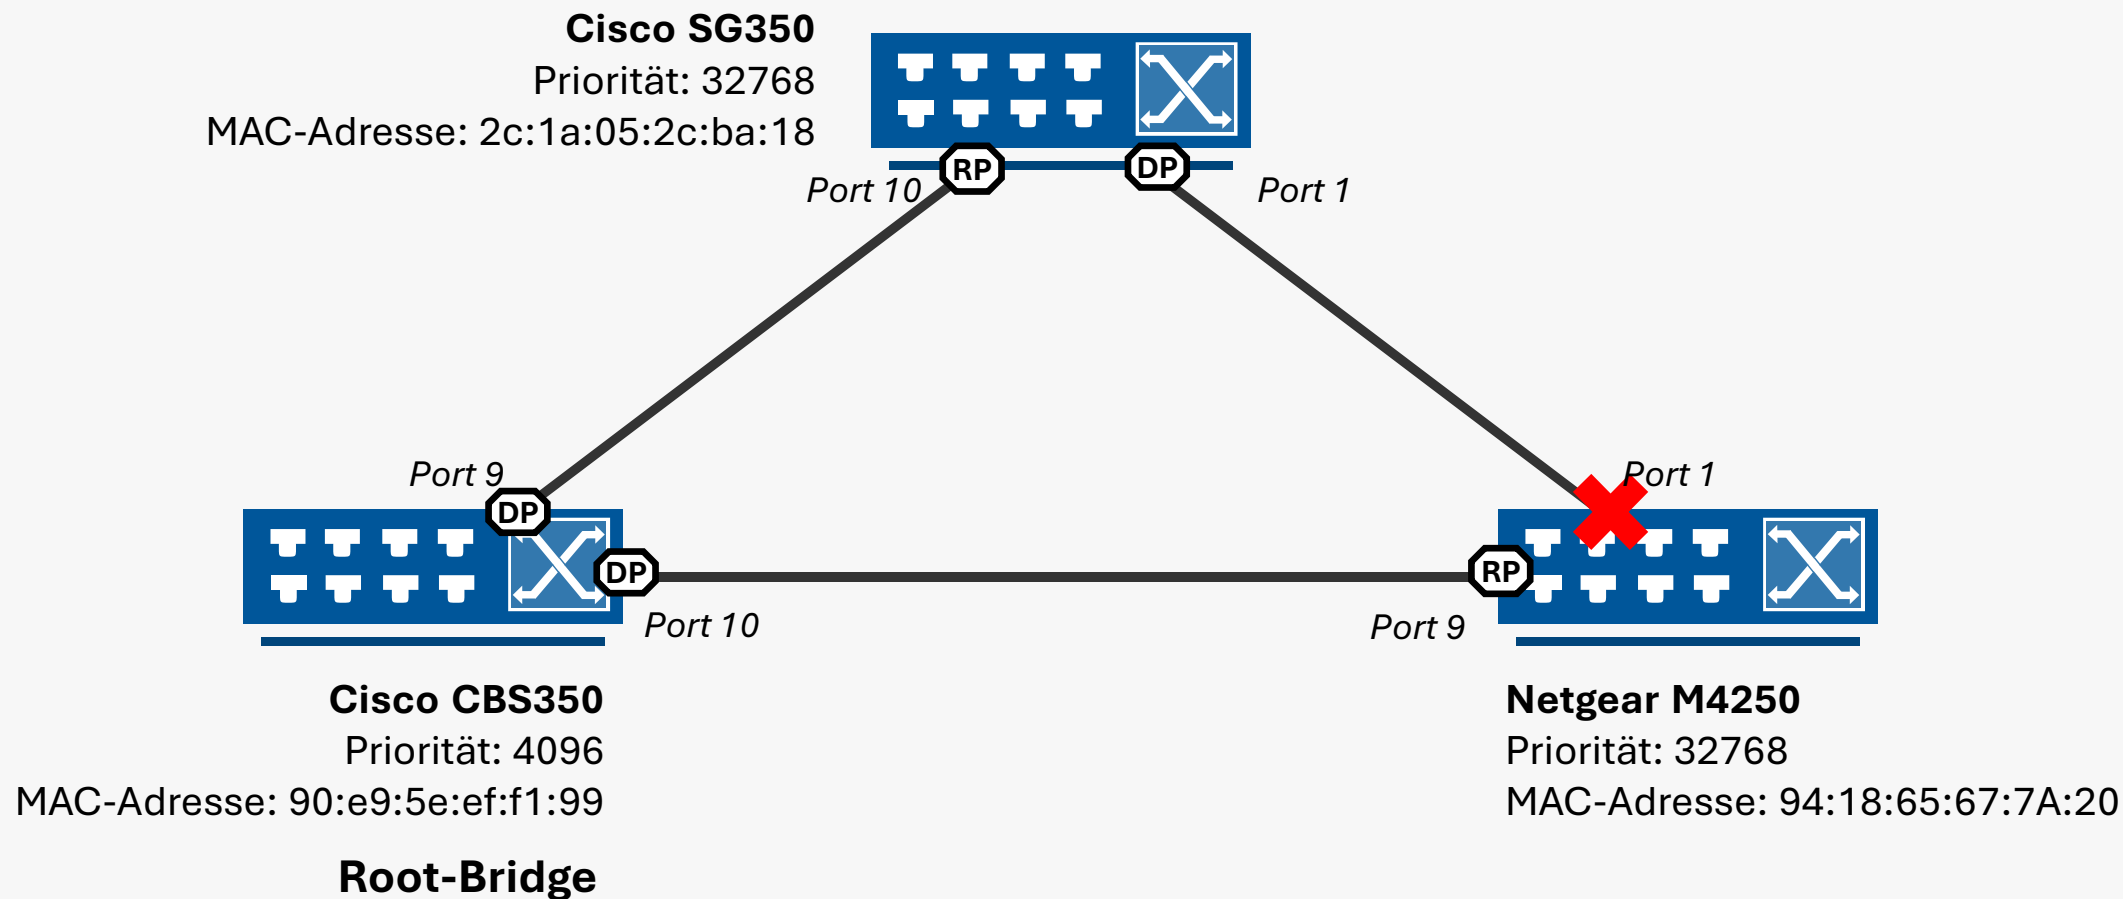 Cisco SG350
Priorität: 32768
MAC-Adresse: 2c:1a:05:2c:ba:18
RP
DP
Port 10
Port 1
Port 9
DP
DP
Port 10
Port 1
RP
Port 9
Cisco CBS350
Priorität: 4096
MAC-Adresse: 90:e9:5e:ef:f1:99
Root-Bridge
Netgear M4250
Priorität: 32768
MAC-Adresse: 94:18:65:67:7A:20